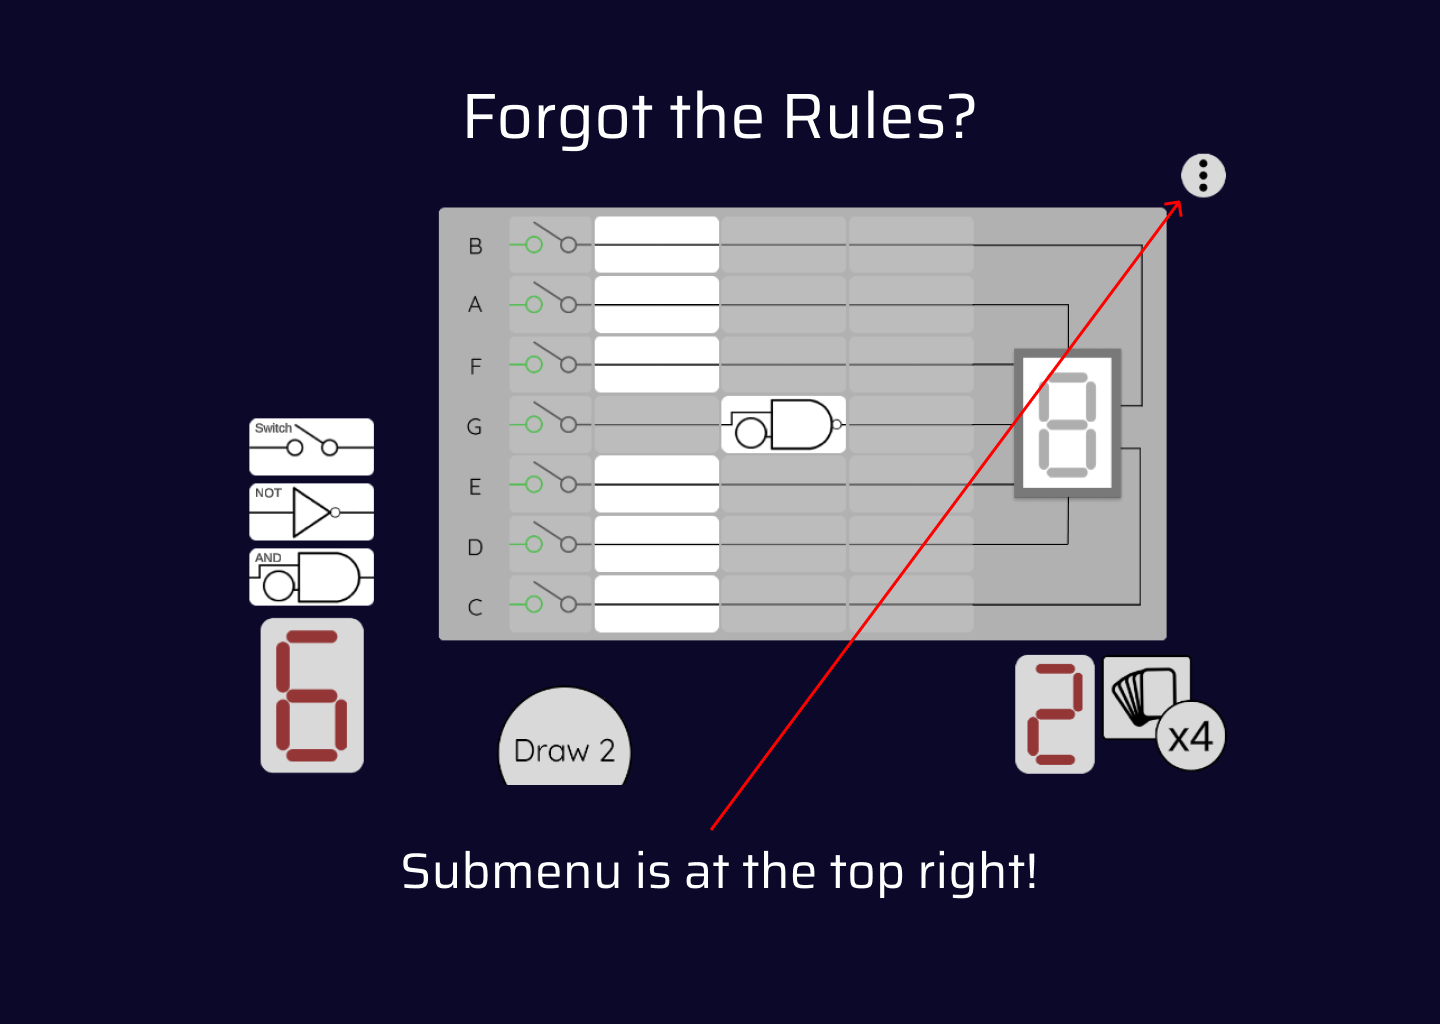 Forgot the Rules?
B
A
F
G
E
D
C
Switch
NOT
AND
6
Draw 2
2
x4
Submenu is at the top right!